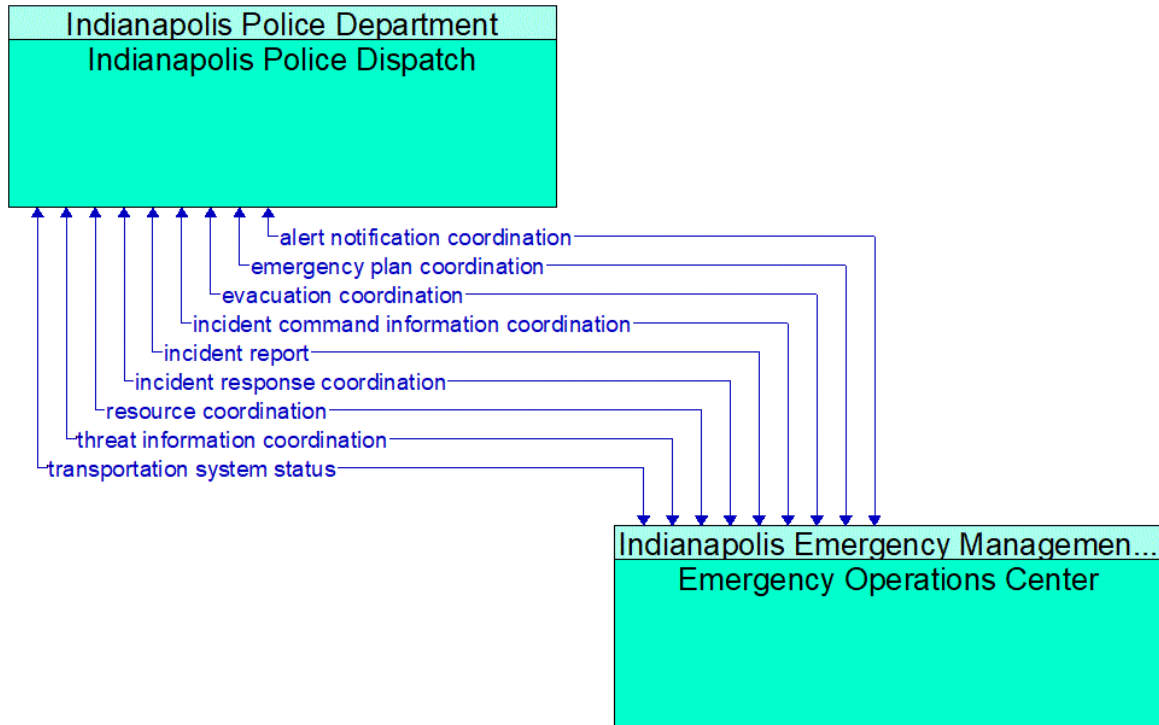 Indianapolis Police Department
Indianapolis Police Dispatch
alert notification coordination
emergency plan coordination
evacuation coordination
incident command information coordination
incident report
incident response coordination
resource coordination
threat information coordination
transportation system status
Indianapolis Emergency Managemen...
Emergency Operations Center